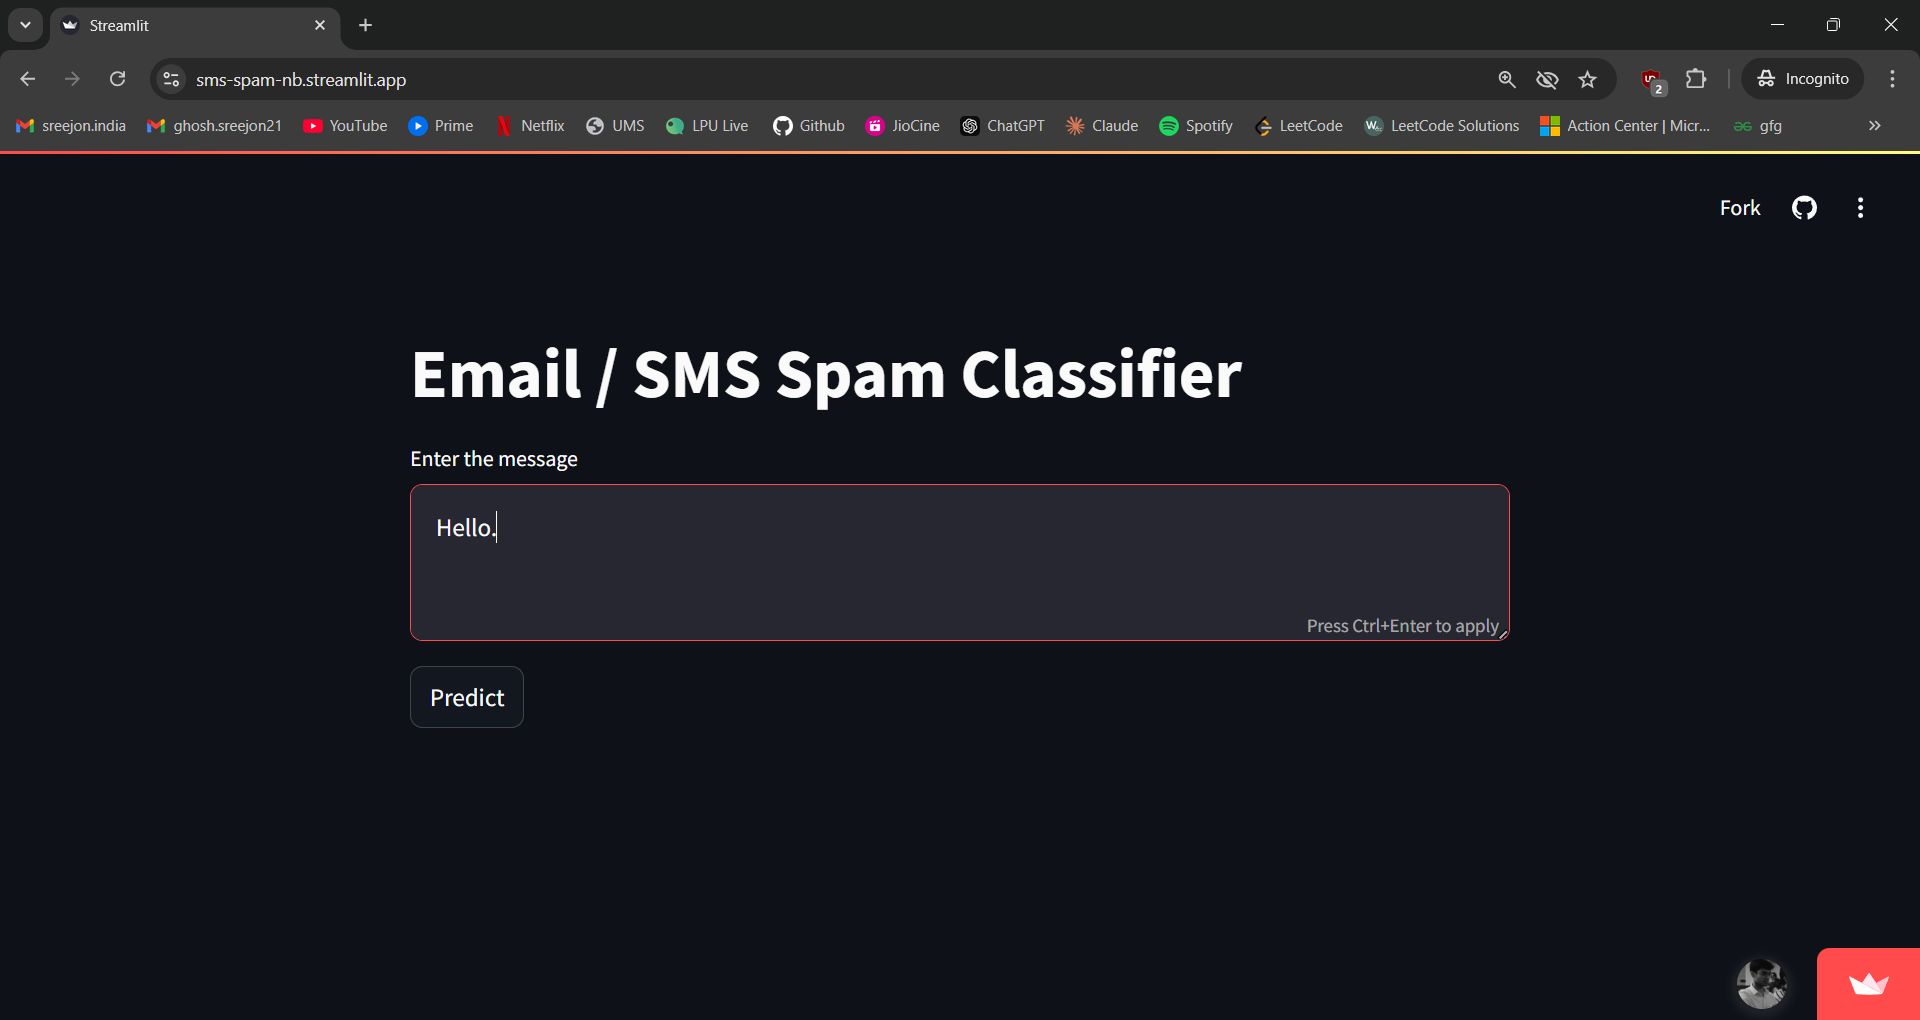 Streamlit
sms-spam-nb.streamlit.app
2
Incognito
sreejon.india ghosh.sreejon21 YouTube Prime Netflix UMS LPU Live Github JioCine ChatGPT Claude Spotify LeetCode LeetCode Solutions Action Center | Micr... gfg
Fork
Email / SMS Spam Classifier
Enter the message
Hello.
Press Ctrl+Enter to apply
Predict